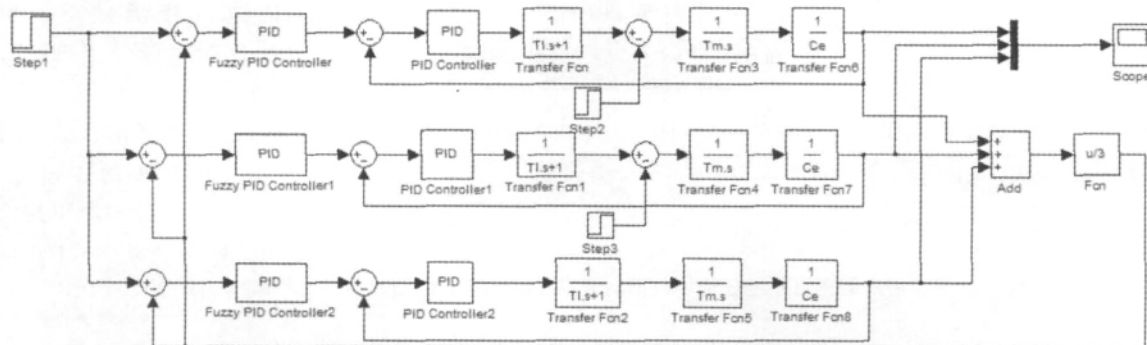 Step1
+
-
PID
Fuzzy PID Controller
+
-
PID
PID Controller
1
Tl.s+1
Transfer Fcn
+
-
Step2
1
Tm.s
Transfer Fcn3
1
Ce
Transfer Fcn6
Scope
+
-
PID
Fuzzy PID Controller1
+
-
PID
PID Controller1
1
Tl.s+1
Transfer Fcn1
+
-
Step3
1
Tm.s
Transfer Fcn4
1
Ce
Transfer Fcn7
+
+
+
Add
u/3
Fcn
+
-
PID
Fuzzy PID Controller2
+
-
PID
PID Controller2
1
Tl.s+1
Transfer Fcn2
1
Tm.s
Transfer Fcn5
1
Ce
Transfer Fcn8